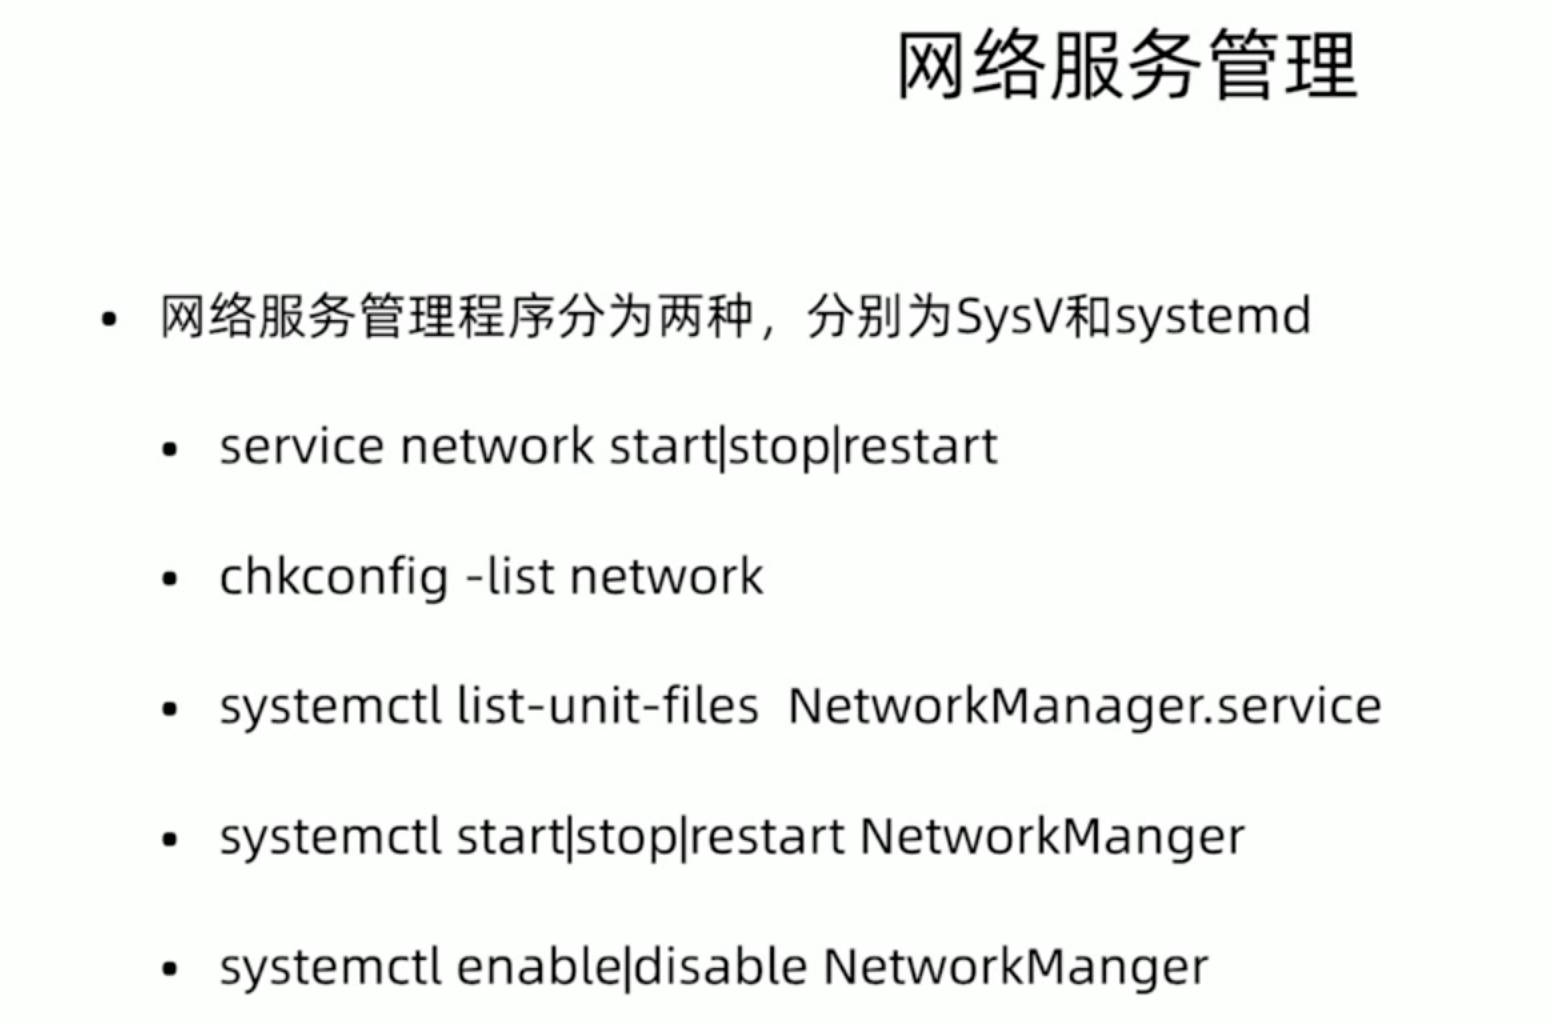 网络服务管理
• 网络服务管理程序分为两种，分别为SysV和systemd
• service network start|stop|restart
• chkconfig -list network
• systemctl list-unit-files  NetworkManager.service
• systemctl start|stop|restart NetworkManger
• systemctl enable|disable NetworkManger